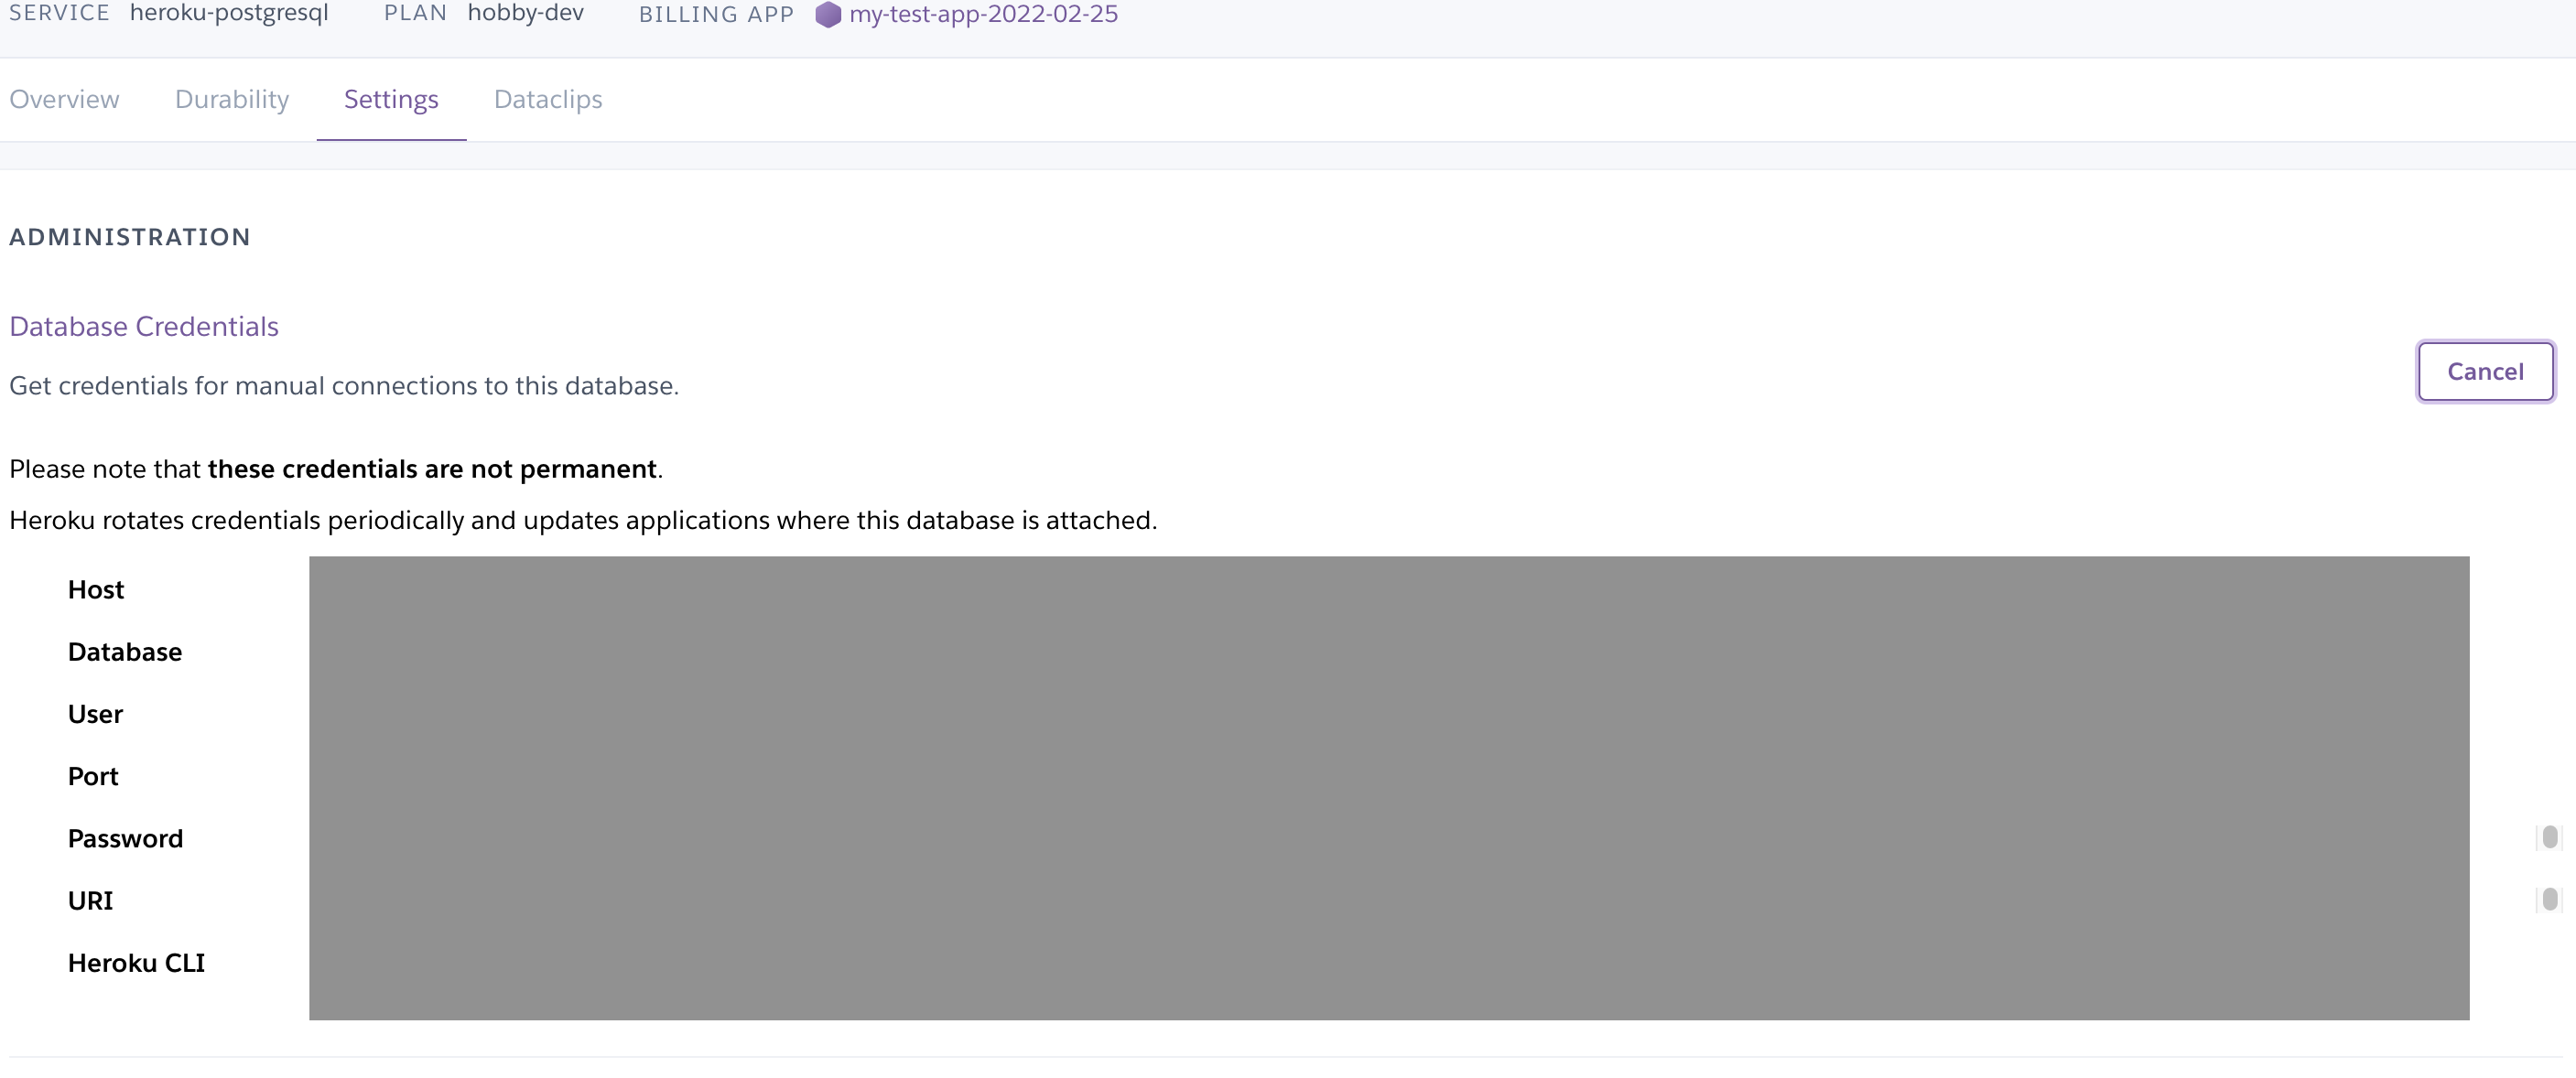 SERVICE heroku-postgresql PLAN hobby-dev BILLING APP my-test-app-2022-02-25
Overview Durability Settings Dataclips
ADMINISTRATION
Database Credentials
Get credentials for manual connections to this database.
Cancel
Please note that these credentials are not permanent.
Heroku rotates credentials periodically and updates applications where this database is attached.
Host
Database
User
Port
Password
URI
Heroku CLI